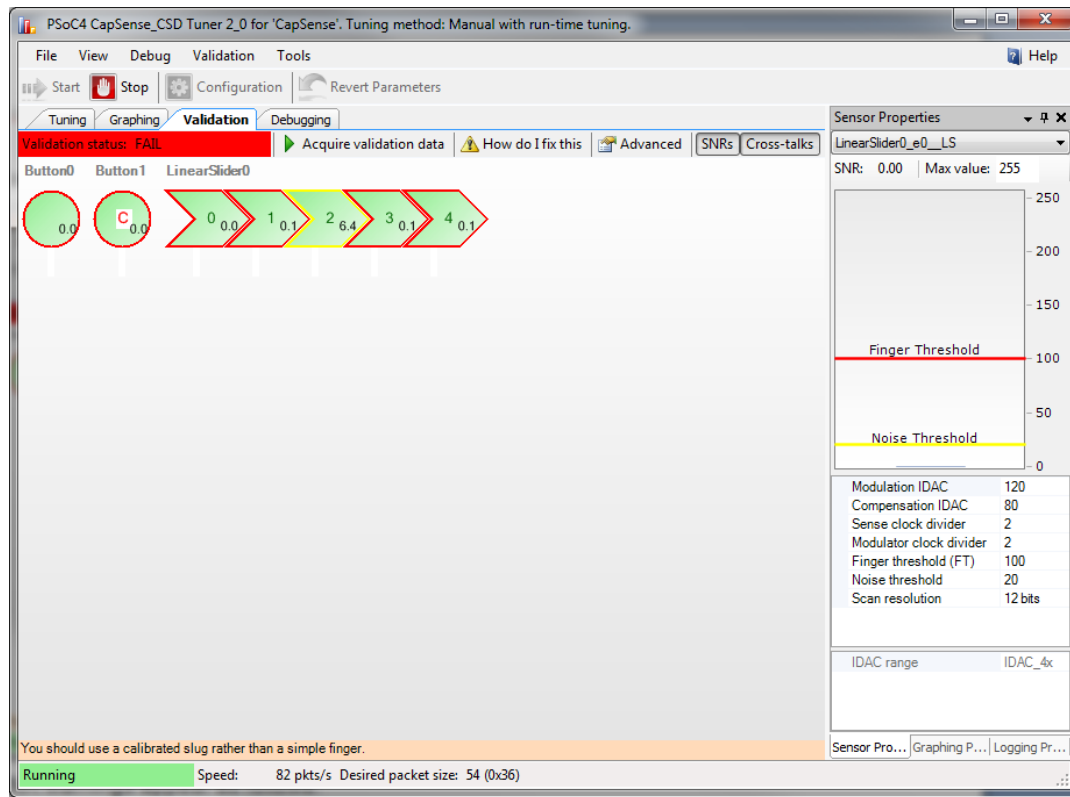 PSoC4 CapSense_CSD Tuner 2_0 for 'CapSense'. Tuning method: Manual with run-time tuning.
File View Debug Validation Tools Help
Start Stop Configuration Revert Parameters
Tuning Graphing Validation Debugging
Validation status: FAIL Acquire validation data How do I fix this Advanced SNRs Cross-talks
Button0 Button1 LinearSlider0
0.0 C 0.0 0 0.0 1 0.1 2 6.4 3 0.1 4 0.1
You should use a calibrated slug rather than a simple finger.
Running Speed: 82 pkts/s Desired packet size: 54 (0x36)
Sensor Properties
LinearSlider0_e0__LS
SNR: 0.00 Max value: 255
250
200
150
Finger Threshold
100
50
Noise Threshold
0
Modulation IDAC 120
Compensation IDAC 80
Sense clock divider 2
Modulator clock divider 2
Finger threshold (FT) 100
Noise threshold 20
Scan resolution 12 bits
IDAC range IDAC_4x
Sensor Pro... Graphing P... Logging Pr...